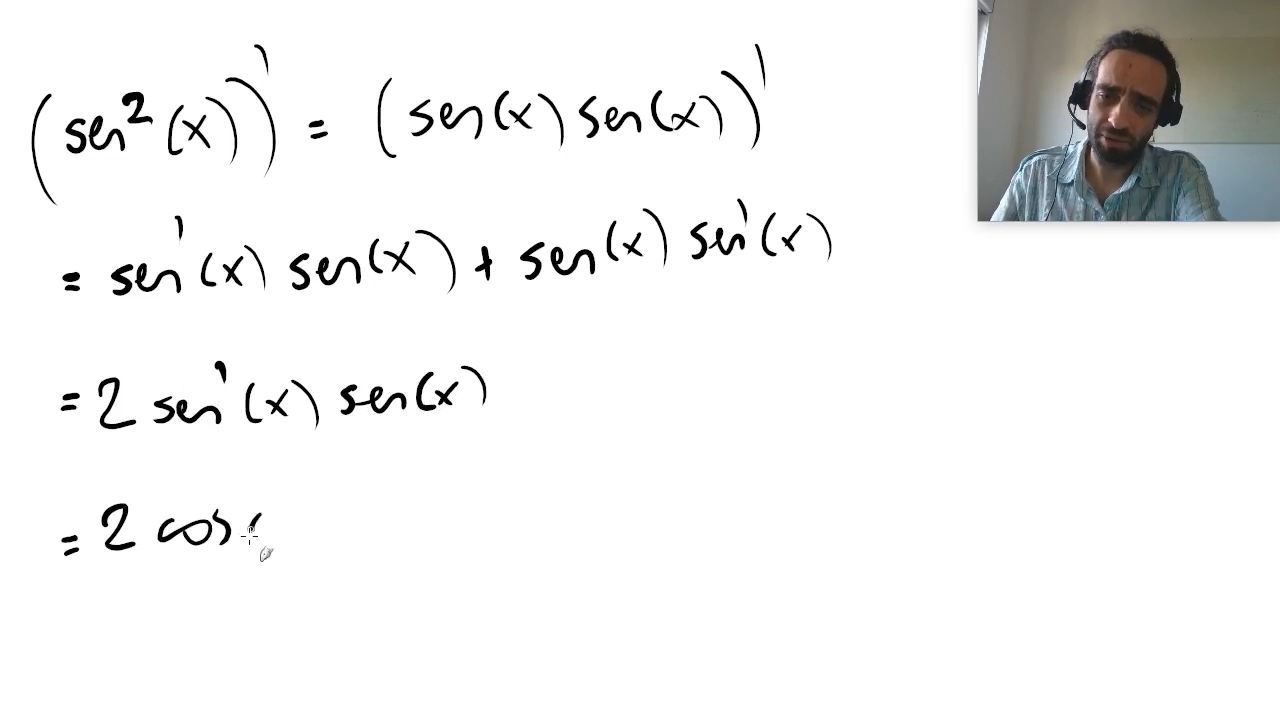 (sen²(x))' = (sen(x) sen(x))'
= sen'(x) sen(x) + sen(x) sen'(x)
= 2 sen'(x) sen(x)
= 2 cos(